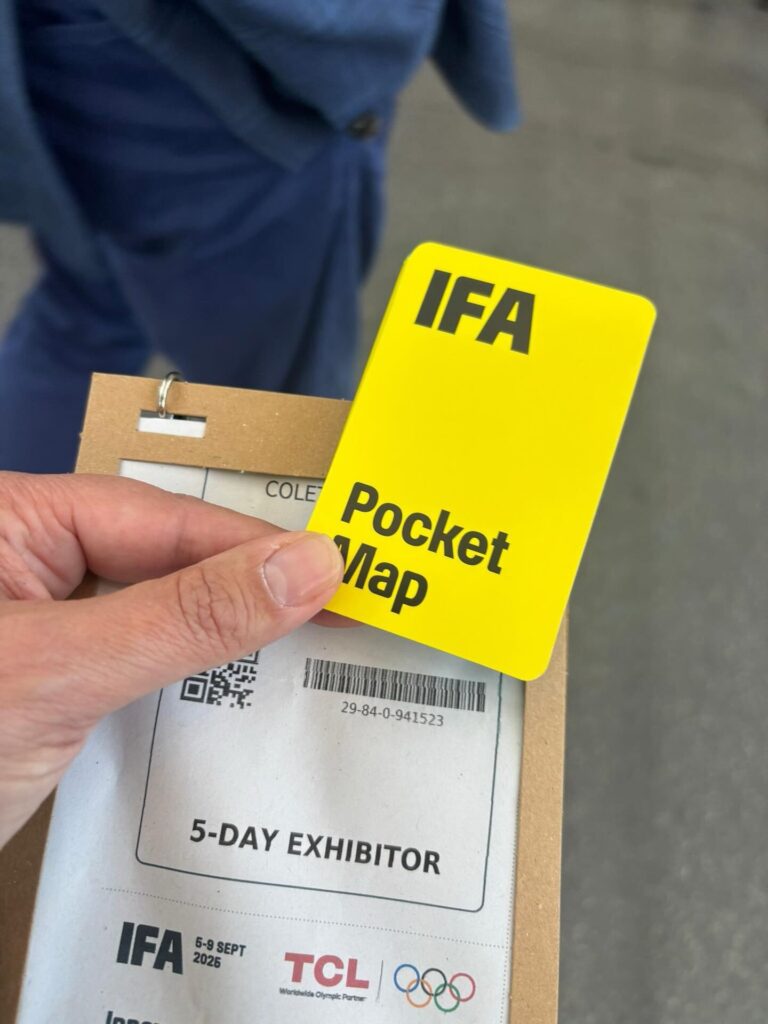 IFA
Pocket
Map
COLET
29-84-0-941523
5-DAY EXHIBITOR
IFA
5-9 SEPT
2025
TCL
Worldwide Olympic Partner